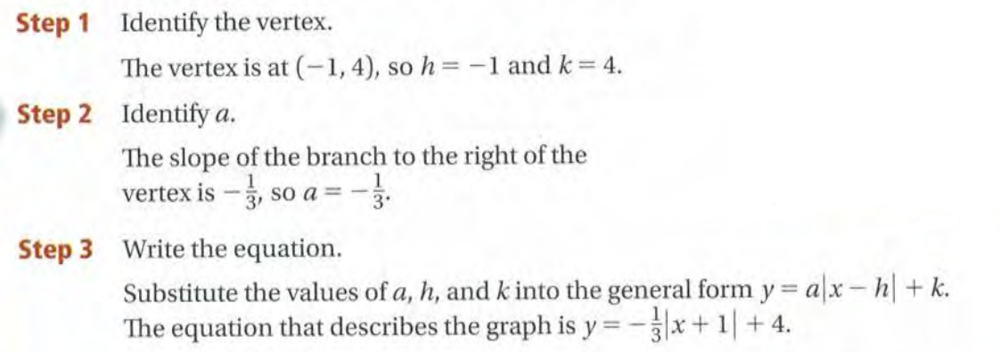 Step 1 Identify the vertex.
The vertex is at (−1, 4), so h = −1 and k = 4.
Step 2 Identify a.
The slope of the branch to the right of the
vertex is −1/3, so a = −1/3.
Step 3 Write the equation.
Substitute the values of a, h, and k into the general form y = a|x − h| + k.
The equation that describes the graph is y = −1/3|x + 1| + 4.